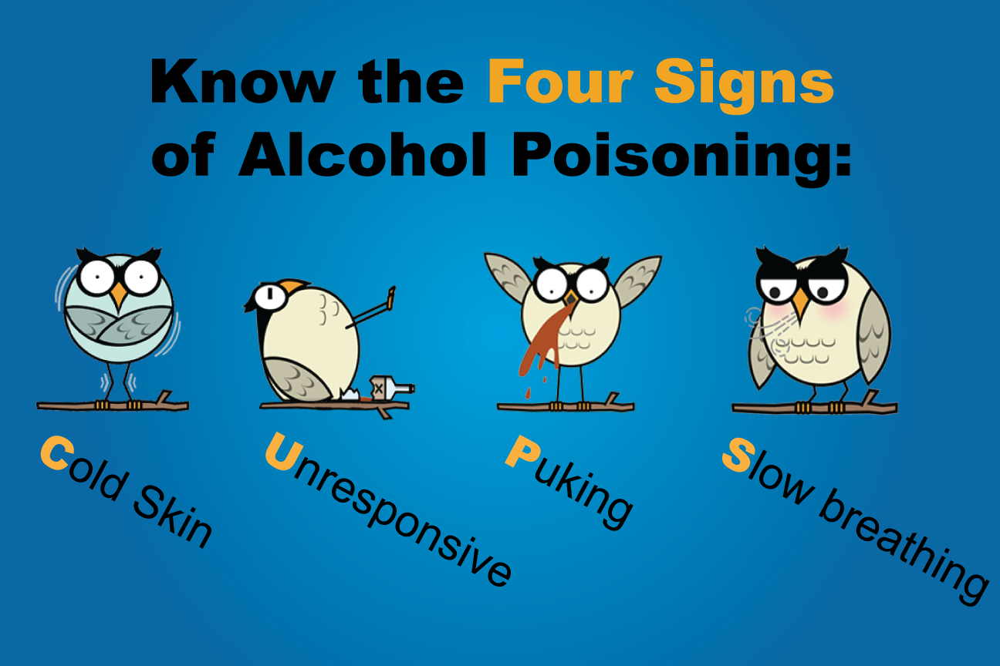 Know the Four Signs
of Alcohol Poisoning:
Cold Skin
Unresponsive
Puking
Slow breathing